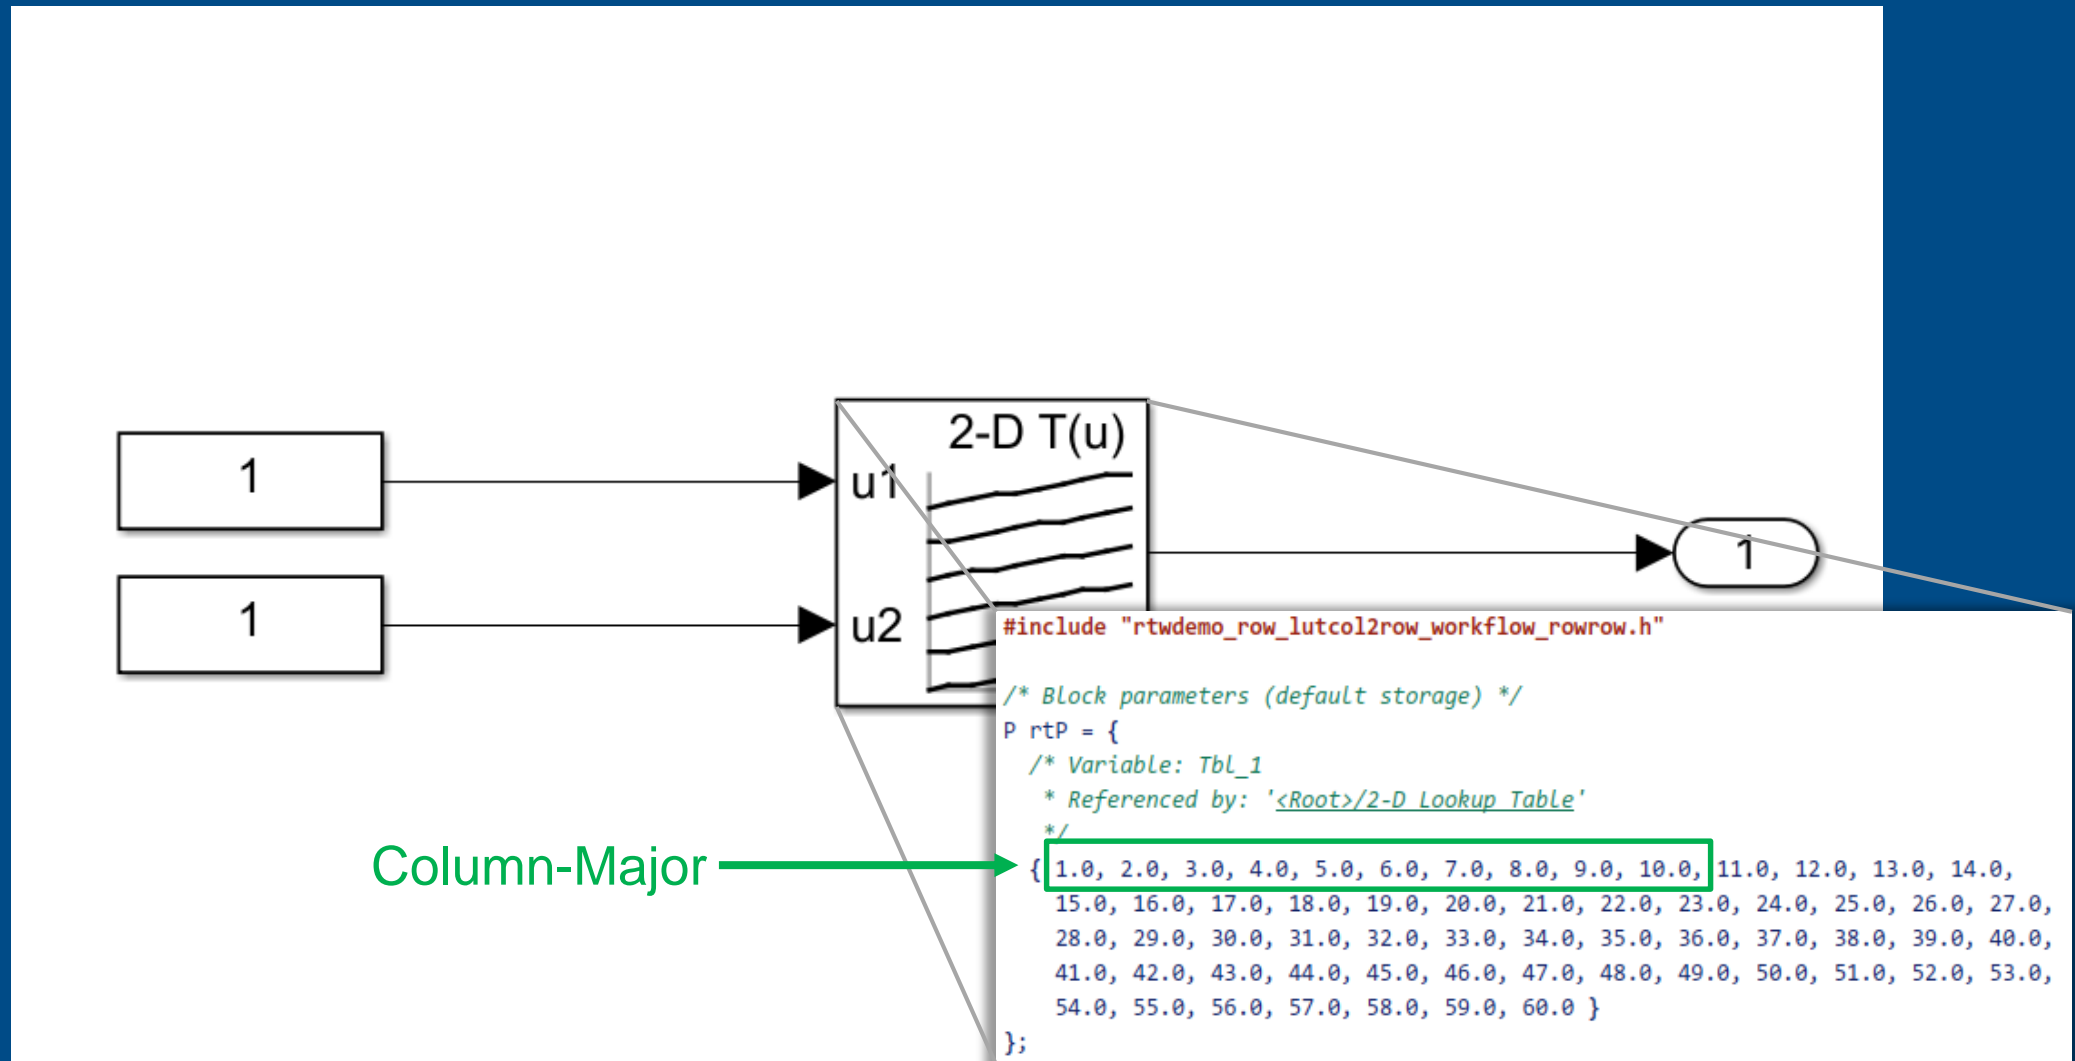 2-D T(u)
1
u1
1
1
u2
#include "rtwdemo_row_lutcol2row_workflow_rowrow.h"
/* Block parameters (default storage) */
P rtP = {
/* Variable: Tbl_1
* Referenced by: '<Root>/2-D Lookup Table'
*/
Column-Major
{ 1.0, 2.0, 3.0, 4.0, 5.0, 6.0, 7.0, 8.0, 9.0, 10.0, 11.0, 12.0, 13.0, 14.0,
15.0, 16.0, 17.0, 18.0, 19.0, 20.0, 21.0, 22.0, 23.0, 24.0, 25.0, 26.0, 27.0,
28.0, 29.0, 30.0, 31.0, 32.0, 33.0, 34.0, 35.0, 36.0, 37.0, 38.0, 39.0, 40.0,
41.0, 42.0, 43.0, 44.0, 45.0, 46.0, 47.0, 48.0, 49.0, 50.0, 51.0, 52.0, 53.0,
54.0, 55.0, 56.0, 57.0, 58.0, 59.0, 60.0 }
};